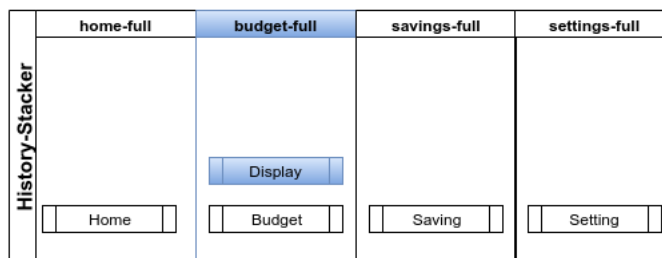 home-full
budget-full
savings-full
settings-full
History-Stacker
Display
Home
Budget
Saving
Setting